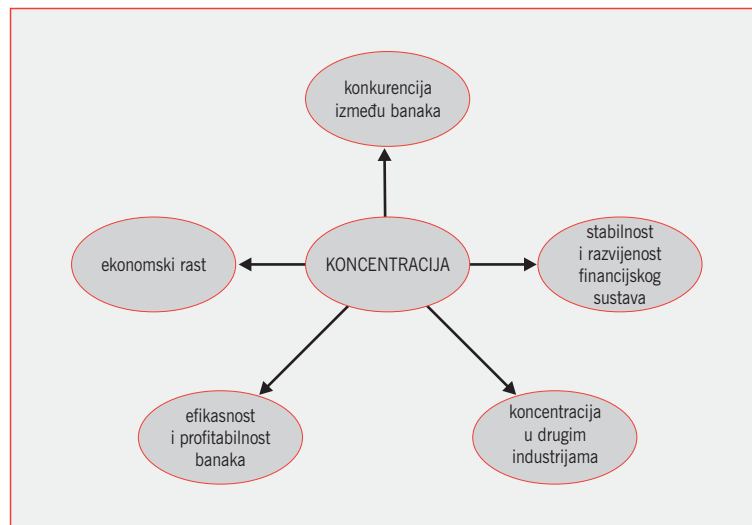 konkurencija
između banaka
ekonomski rast
KONCENTRACIJA
stabilnost
i razvijenost
financijskog
sustava
efikasnost
i profitabilnost
banaka
koncentracija
u drugim
industrijama